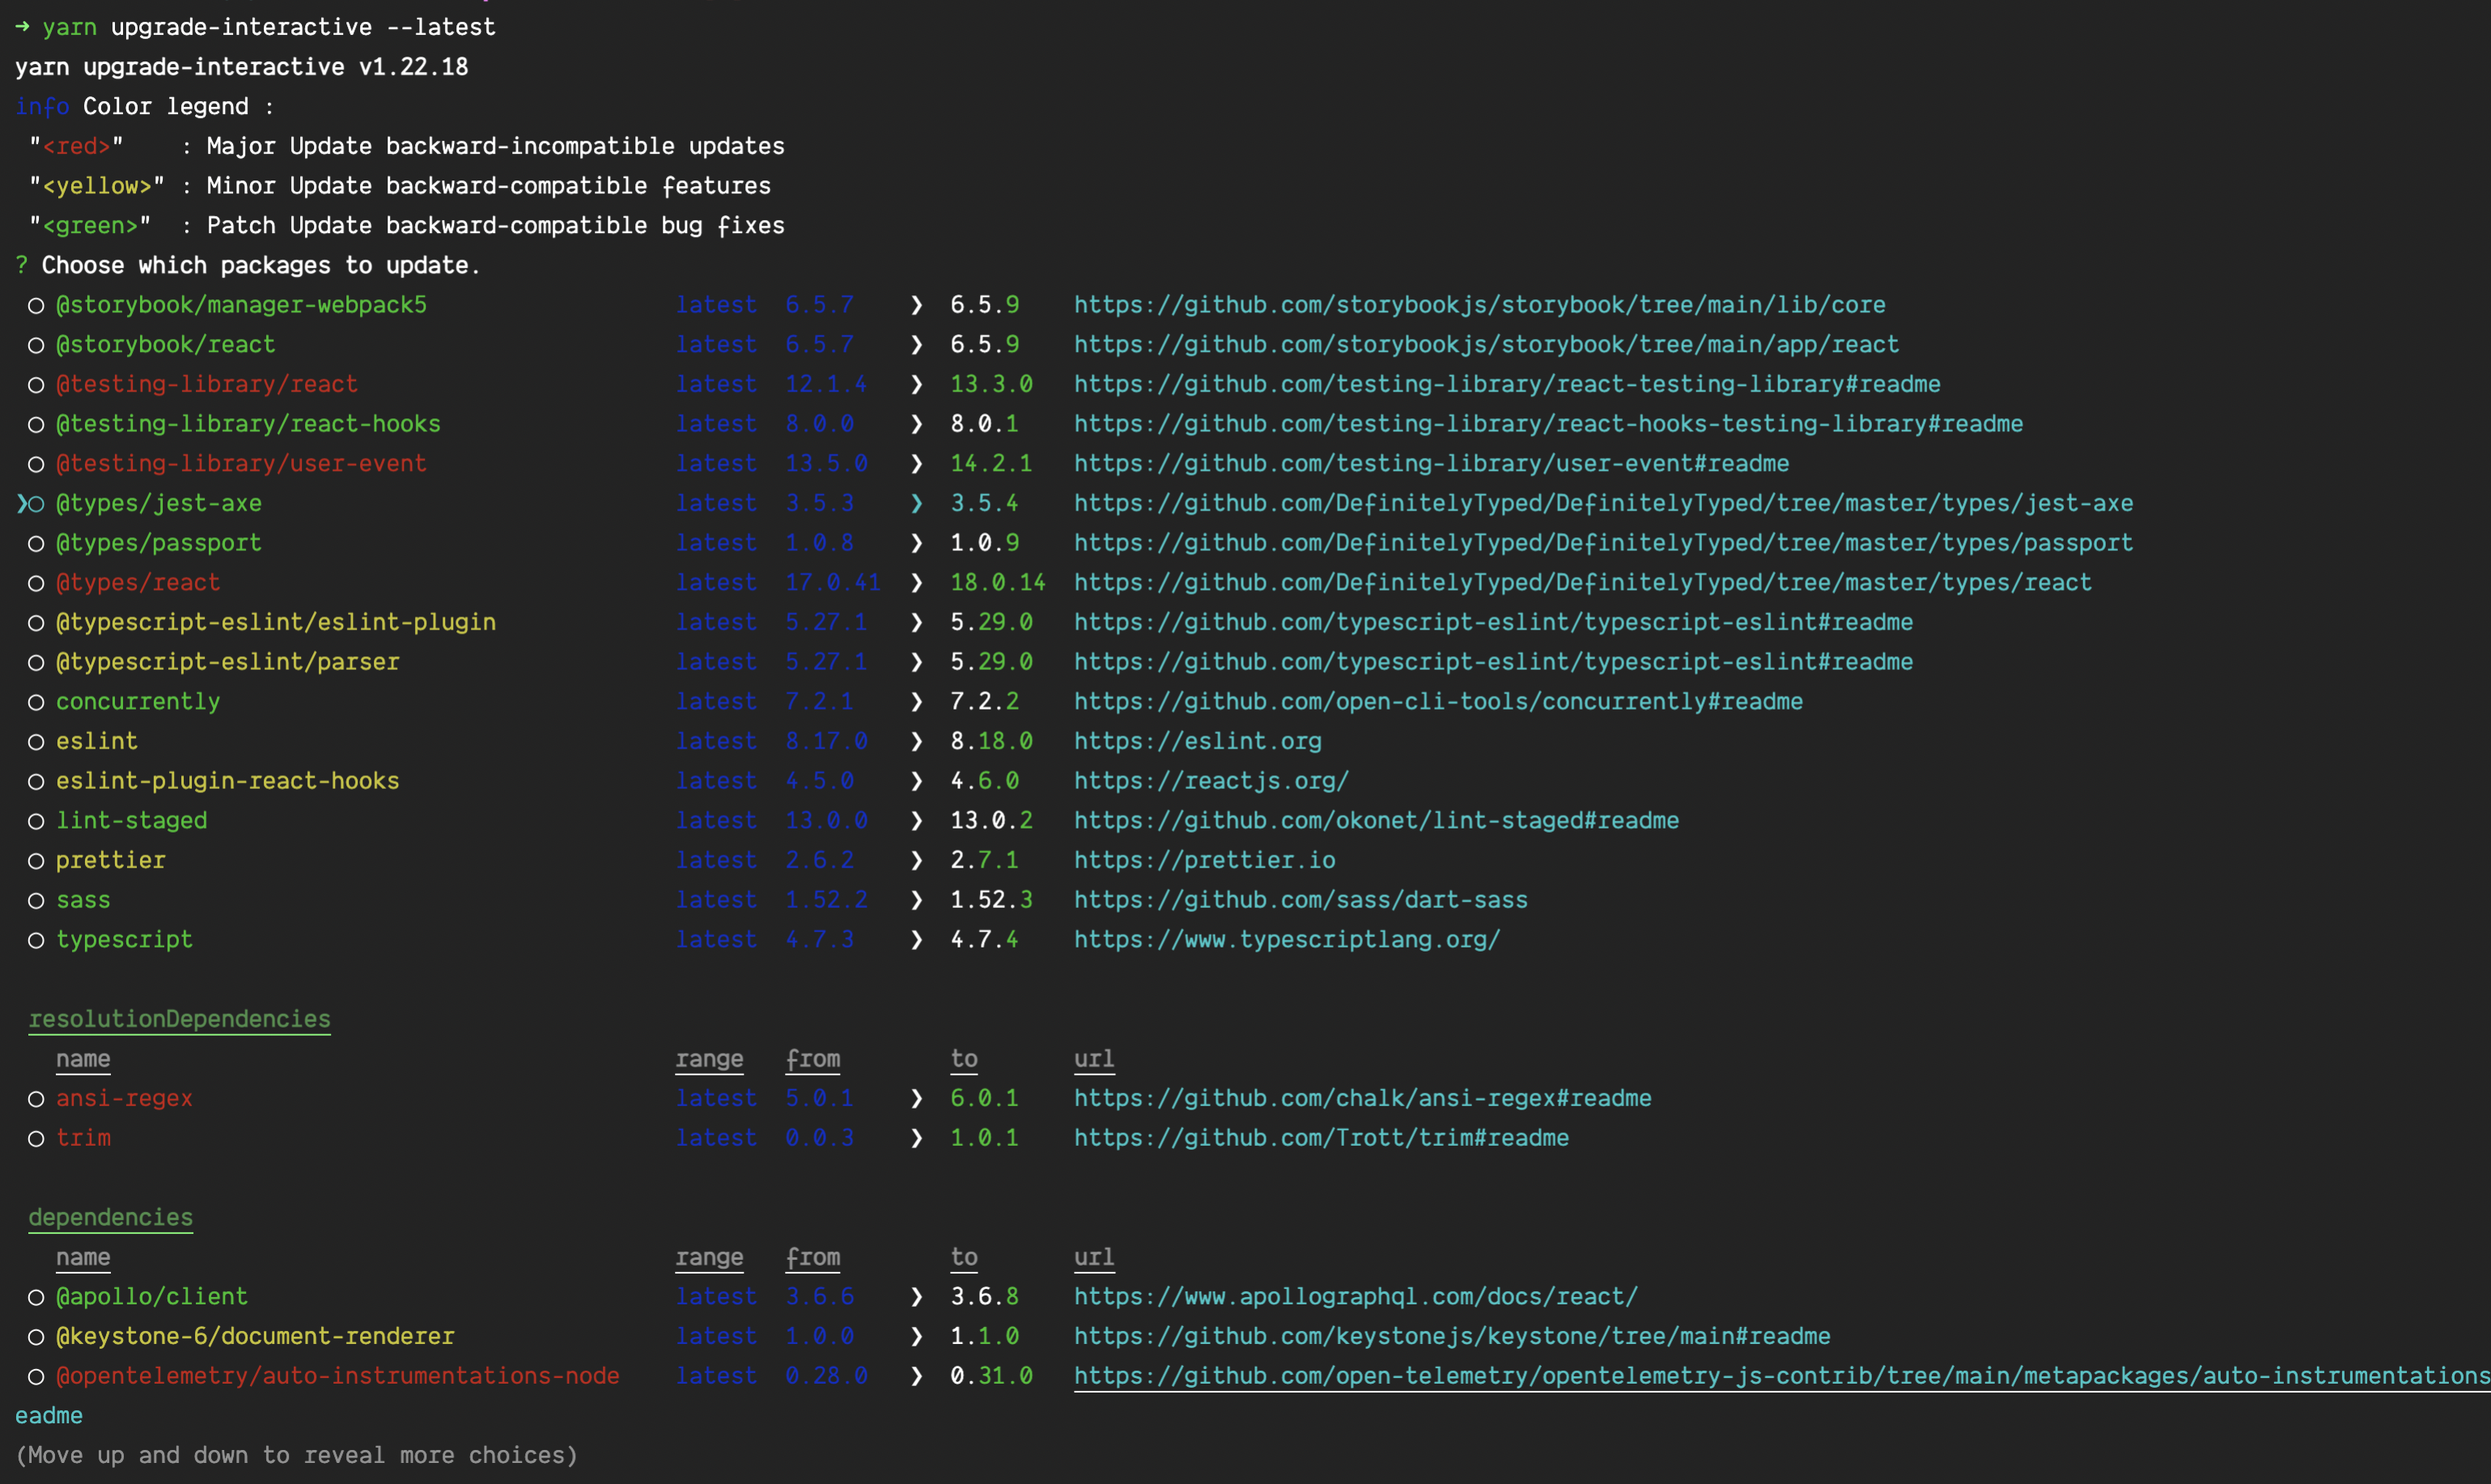 → yarn upgrade-interactive --latest
yarn upgrade-interactive v1.22.18
info Color legend :
"<red>" : Major Update backward-incompatible updates
"<yellow>" : Minor Update backward-compatible features
"<green>" : Patch Update backward-compatible bug fixes
? Choose which packages to update.
◯ @storybook/manager-webpack5 latest 6.5.7 ❯ 6.5.9 https://github.com/storybookjs/storybook/tree/main/lib/core
◯ @storybook/react latest 6.5.7 ❯ 6.5.9 https://github.com/storybookjs/storybook/tree/main/app/react
◯ @testing-library/react latest 12.1.4 ❯ 13.3.0 https://github.com/testing-library/react-testing-library#readme
◯ @testing-library/react-hooks latest 8.0.0 ❯ 8.0.1 https://github.com/testing-library/react-hooks-testing-library#readme
◯ @testing-library/user-event latest 13.5.0 ❯ 14.2.1 https://github.com/testing-library/user-event#readme
❯◯ @types/jest-axe latest 3.5.3 ❯ 3.5.4 https://github.com/DefinitelyTyped/DefinitelyTyped/tree/master/types/jest-axe
◯ @types/passport latest 1.0.8 ❯ 1.0.9 https://github.com/DefinitelyTyped/DefinitelyTyped/tree/master/types/passport
◯ @types/react latest 17.0.41 ❯ 18.0.14 https://github.com/DefinitelyTyped/DefinitelyTyped/tree/master/types/react
◯ @typescript-eslint/eslint-plugin latest 5.27.1 ❯ 5.29.0 https://github.com/typescript-eslint/typescript-eslint#readme
◯ @typescript-eslint/parser latest 5.27.1 ❯ 5.29.0 https://github.com/typescript-eslint/typescript-eslint#readme
◯ concurrently latest 7.2.1 ❯ 7.2.2 https://github.com/open-cli-tools/concurrently#readme
◯ eslint latest 8.17.0 ❯ 8.18.0 https://eslint.org
◯ eslint-plugin-react-hooks latest 4.5.0 ❯ 4.6.0 https://reactjs.org/
◯ lint-staged latest 13.0.0 ❯ 13.0.2 https://github.com/okonet/lint-staged#readme
◯ prettier latest 2.6.2 ❯ 2.7.1 https://prettier.io
◯ sass latest 1.52.2 ❯ 1.52.3 https://github.com/sass/dart-sass
◯ typescript latest 4.7.3 ❯ 4.7.4 https://www.typescriptlang.org/
resolutionDependencies
name range from to url
◯ ansi-regex latest 5.0.1 ❯ 6.0.1 https://github.com/chalk/ansi-regex#readme
◯ trim latest 0.0.3 ❯ 1.0.1 https://github.com/Trott/trim#readme
dependencies
name range from to url
◯ @apollo/client latest 3.6.6 ❯ 3.6.8 https://www.apollographql.com/docs/react/
◯ @keystone-6/document-renderer latest 1.0.0 ❯ 1.1.0 https://github.com/keystonejs/keystone/tree/main#readme
◯ @opentelemetry/auto-instrumentations-node latest 0.28.0 ❯ 0.31.0 https://github.com/open-telemetry/opentelemetry-js-contrib/tree/main/metapackages/auto-instrumentations
eadme
(Move up and down to reveal more choices)